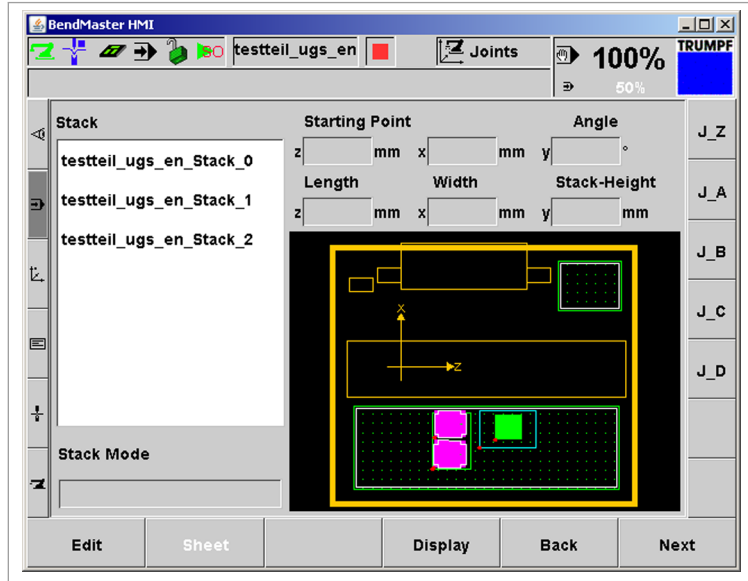 BendMaster HMI
SO testteil_ugs_en Joints 100% TRUMPF
50%
Stack Starting Point Angle J_Z
z mm x mm y °
testteil_ugs_en_Stack_0
Length Width Stack-Height J_A
testteil_ugs_en_Stack_1
z mm x mm y mm
testteil_ugs_en_Stack_2
J_B
X
J_C
Z
J_D
Stack Mode
Edit Sheet Display Back Next